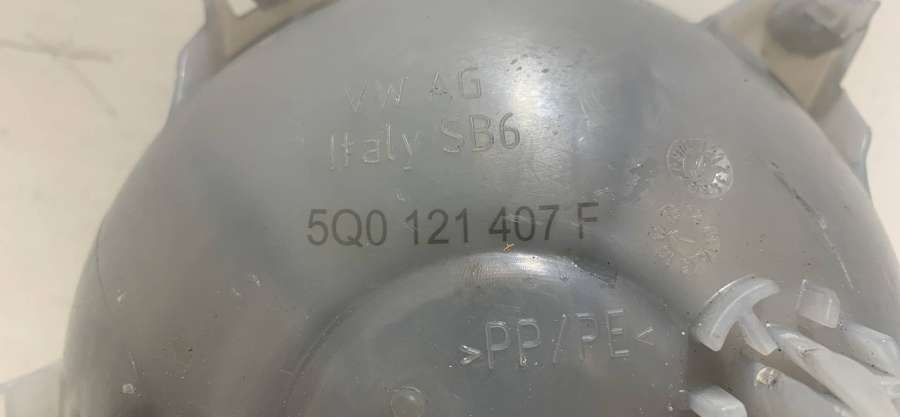 VW AG
Italy SB6
5Q0 121 407 F
>PP/PE<